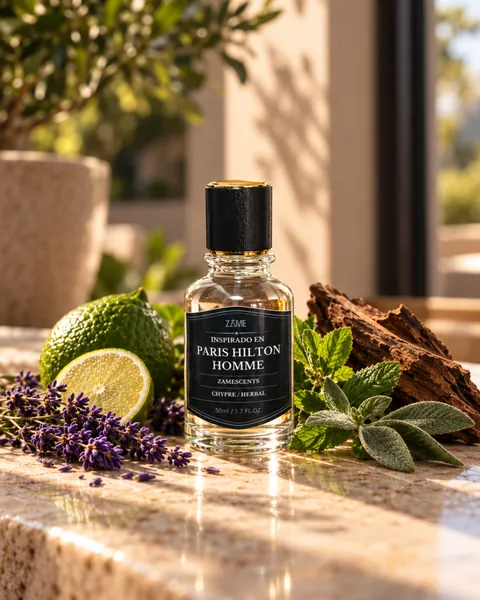 ZAME
INSPIRADO EN
PARIS HILTON
HOMME
ZAMESCENTS
CHYPRE / HERBAL
50ml / 1.7 FL.OZ